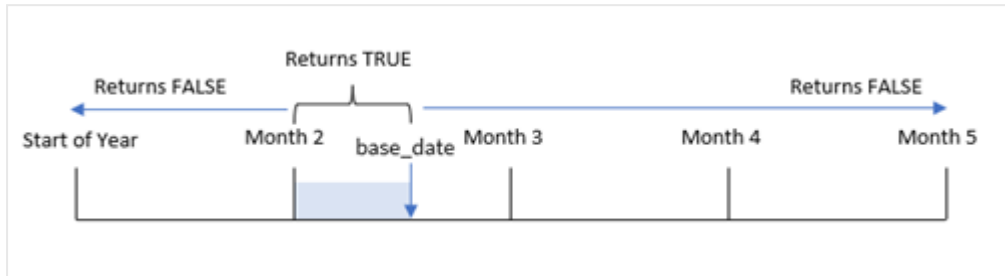 Returns TRUE
Returns FALSE
Returns FALSE
Start of Year
Month 2
base_date
Month 3
Month 4
Month 5